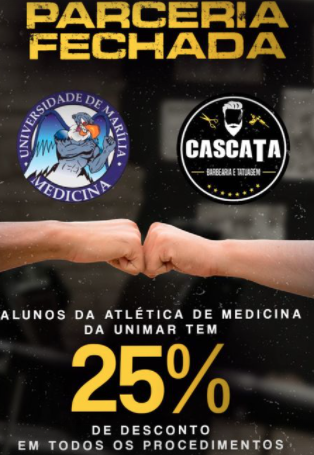 PARCERIA
FECHADA
UNIVERSIDADE DE MARÍLIA
MEDICINA
CASCATA
BARBEARIA E TATUAGEM
ALUNOS DA ATLÉTICA DE MEDICINA
DA UNIMAR TEM
25%
DE DESCONTO
EM TODOS OS PROCEDIMENTOS